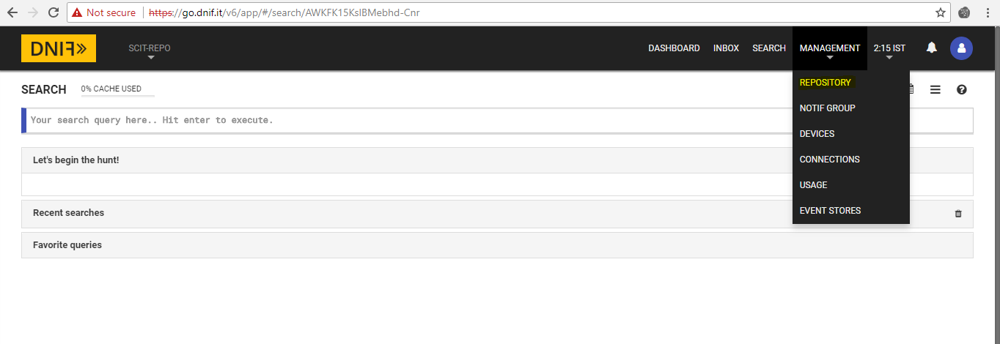 Not secure https://go.dnif.it/v6/app/#/search/AWKFK15KsIBMebhd-Cnr
DNIF SCIT-REPO DASHBOARD INBOX SEARCH MANAGEMENT 2:15 IST
SEARCH 0% CACHE USED REPOSITORY
Your search query here.. Hit enter to execute. NOTIF GROUP
DEVICES
Let's begin the hunt! CONNECTIONS
USAGE
Recent searches EVENT STORES
Favorite queries